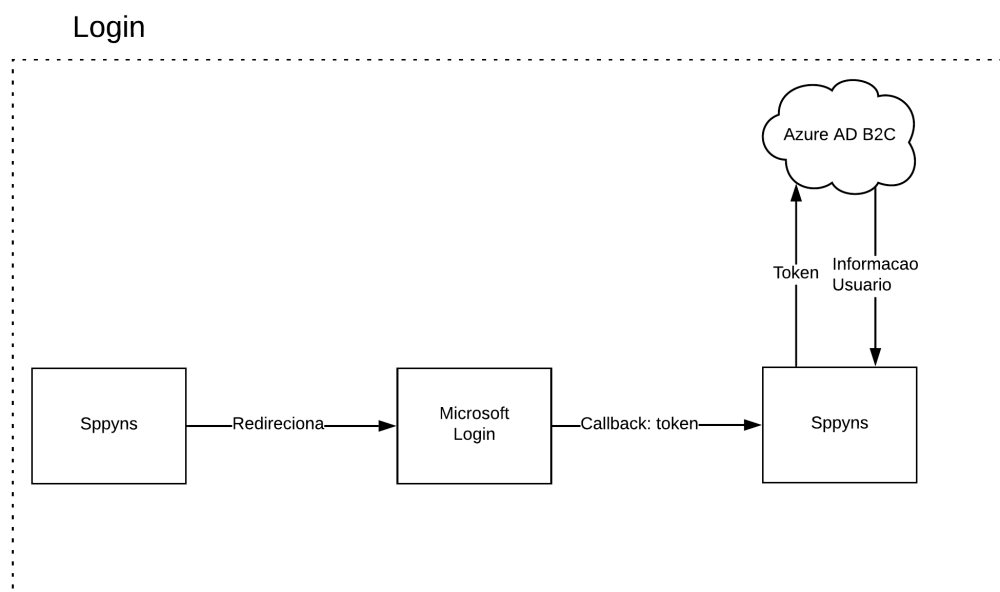 Login
Azure AD B2C
Token
Informacao
Usuario
Sppyns
Redireciona
Microsoft
Login
Callback: token
Sppyns